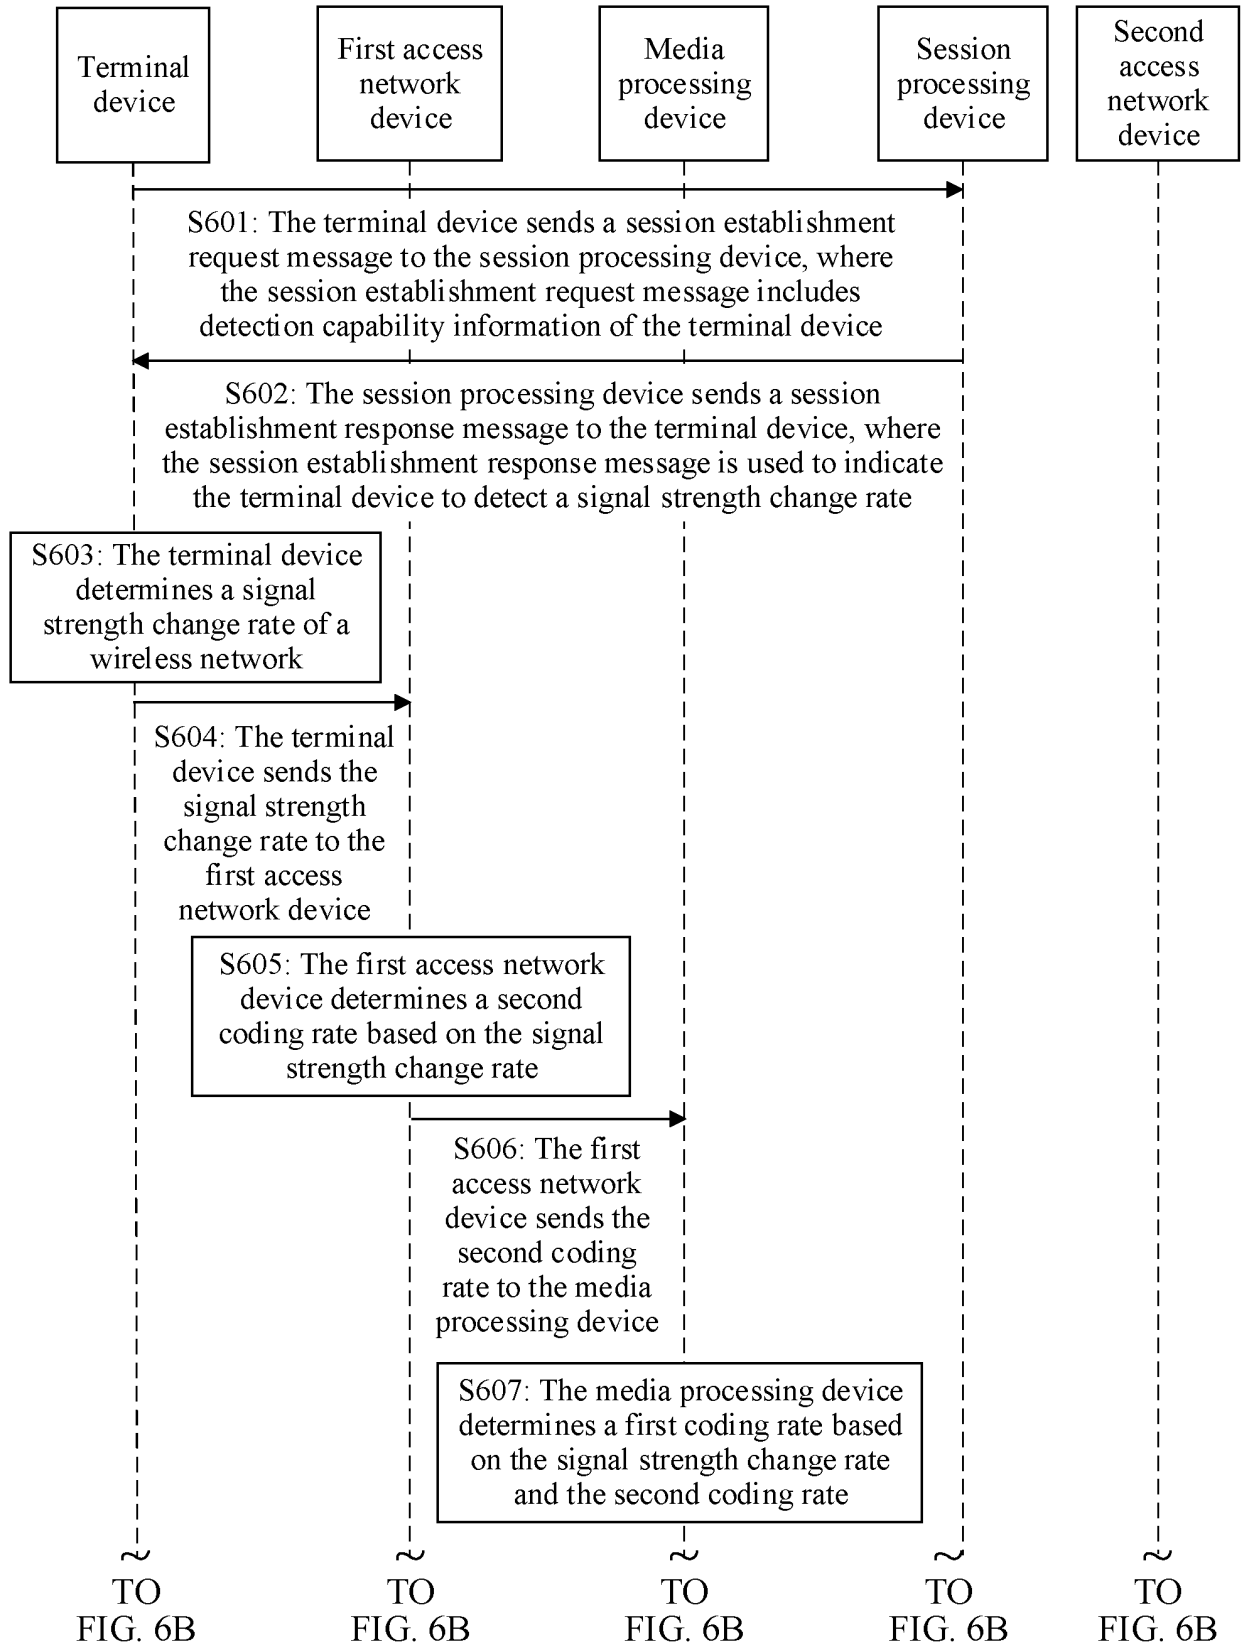 Terminal
device
First access
network
device
Media
processing
device
Session
processing
device
Second
access
network
device
S601: The terminal device sends a session establishment
request message to the session processing device, where
the session establishment request message includes
detection capability information of the terminal device
S602: The session processing device sends a session
establishment response message to the terminal device, where
the session establishment response message is used to indicate
the terminal device to detect a signal strength change rate
S603: The terminal device
determines a signal
strength change rate of a
wireless network
S604: The terminal
device sends the
signal strength
change rate to the
first access
network device
S605: The first access network
device determines a second
coding rate based on the signal
strength change rate
S606: The first
access network
device sends the
second coding
rate to the media
processing device
S607: The media processing device
determines a first coding rate based
on the signal strength change rate
and the second coding rate
TO
FIG. 6B
TO
FIG. 6B
TO
FIG. 6B
TO
FIG. 6B
TO
FIG. 6B